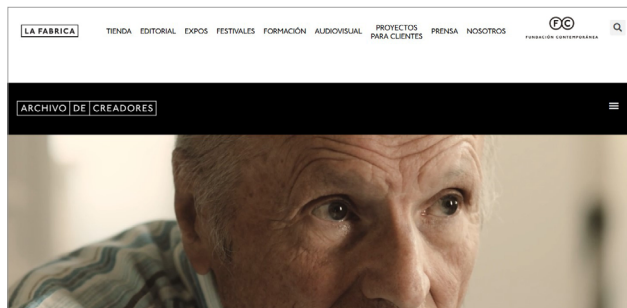 LA FABRICA
TIENDA EDITORIAL EXPOS FESTIVALES FORMACIÓN AUDIOVISUAL PROYECTOS PARA CLIENTES PRENSA NOSOTROS
FC
FUNDACIÓN CONTEMPORÁNEA
ARCHIVO DE CREADORES